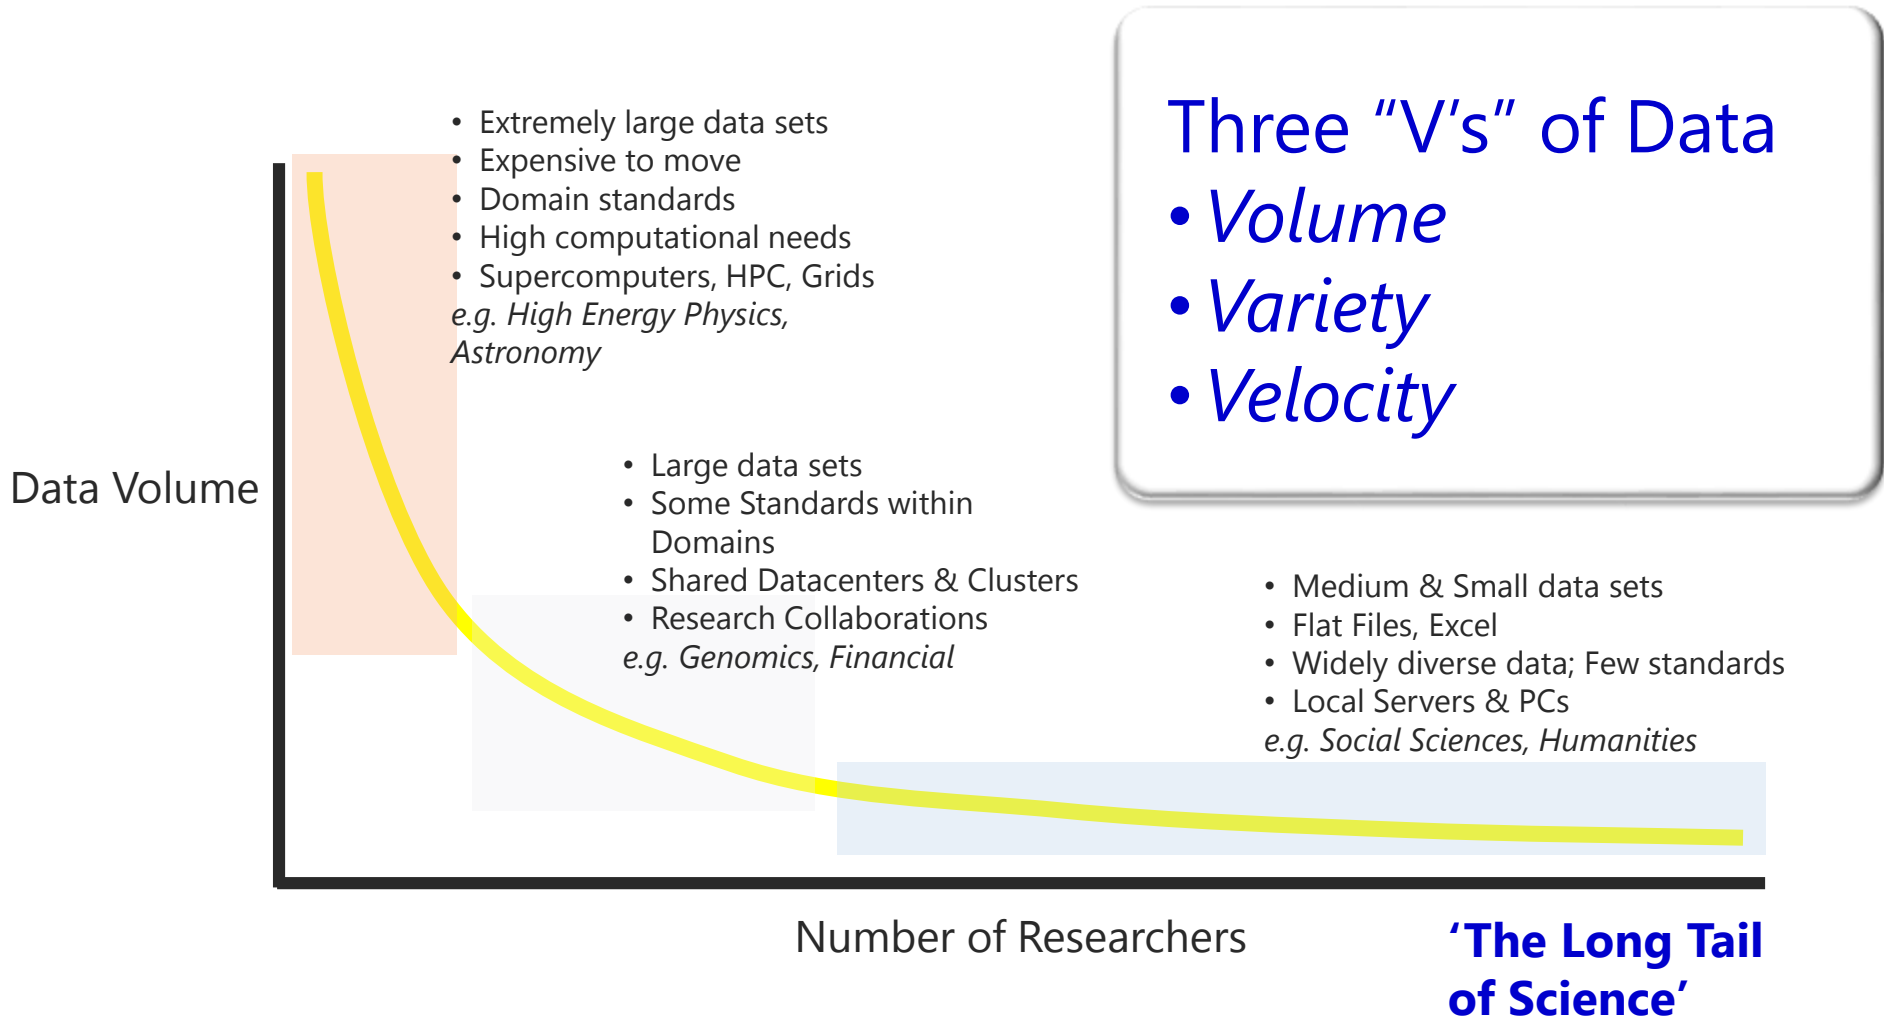 Three “V’s” of Data
• Volume
• Variety
• Velocity
• Extremely large data sets
• Expensive to move
• Domain standards
• High computational needs
• Supercomputers, HPC, Grids
e.g. High Energy Physics,
Astronomy
Data Volume
• Large data sets
• Some Standards within
Domains
• Shared Datacenters & Clusters
• Research Collaborations
e.g. Genomics, Financial
• Medium & Small data sets
• Flat Files, Excel
• Widely diverse data; Few standards
• Local Servers & PCs
e.g. Social Sciences, Humanities
Number of Researchers
‘The Long Tail
of Science’